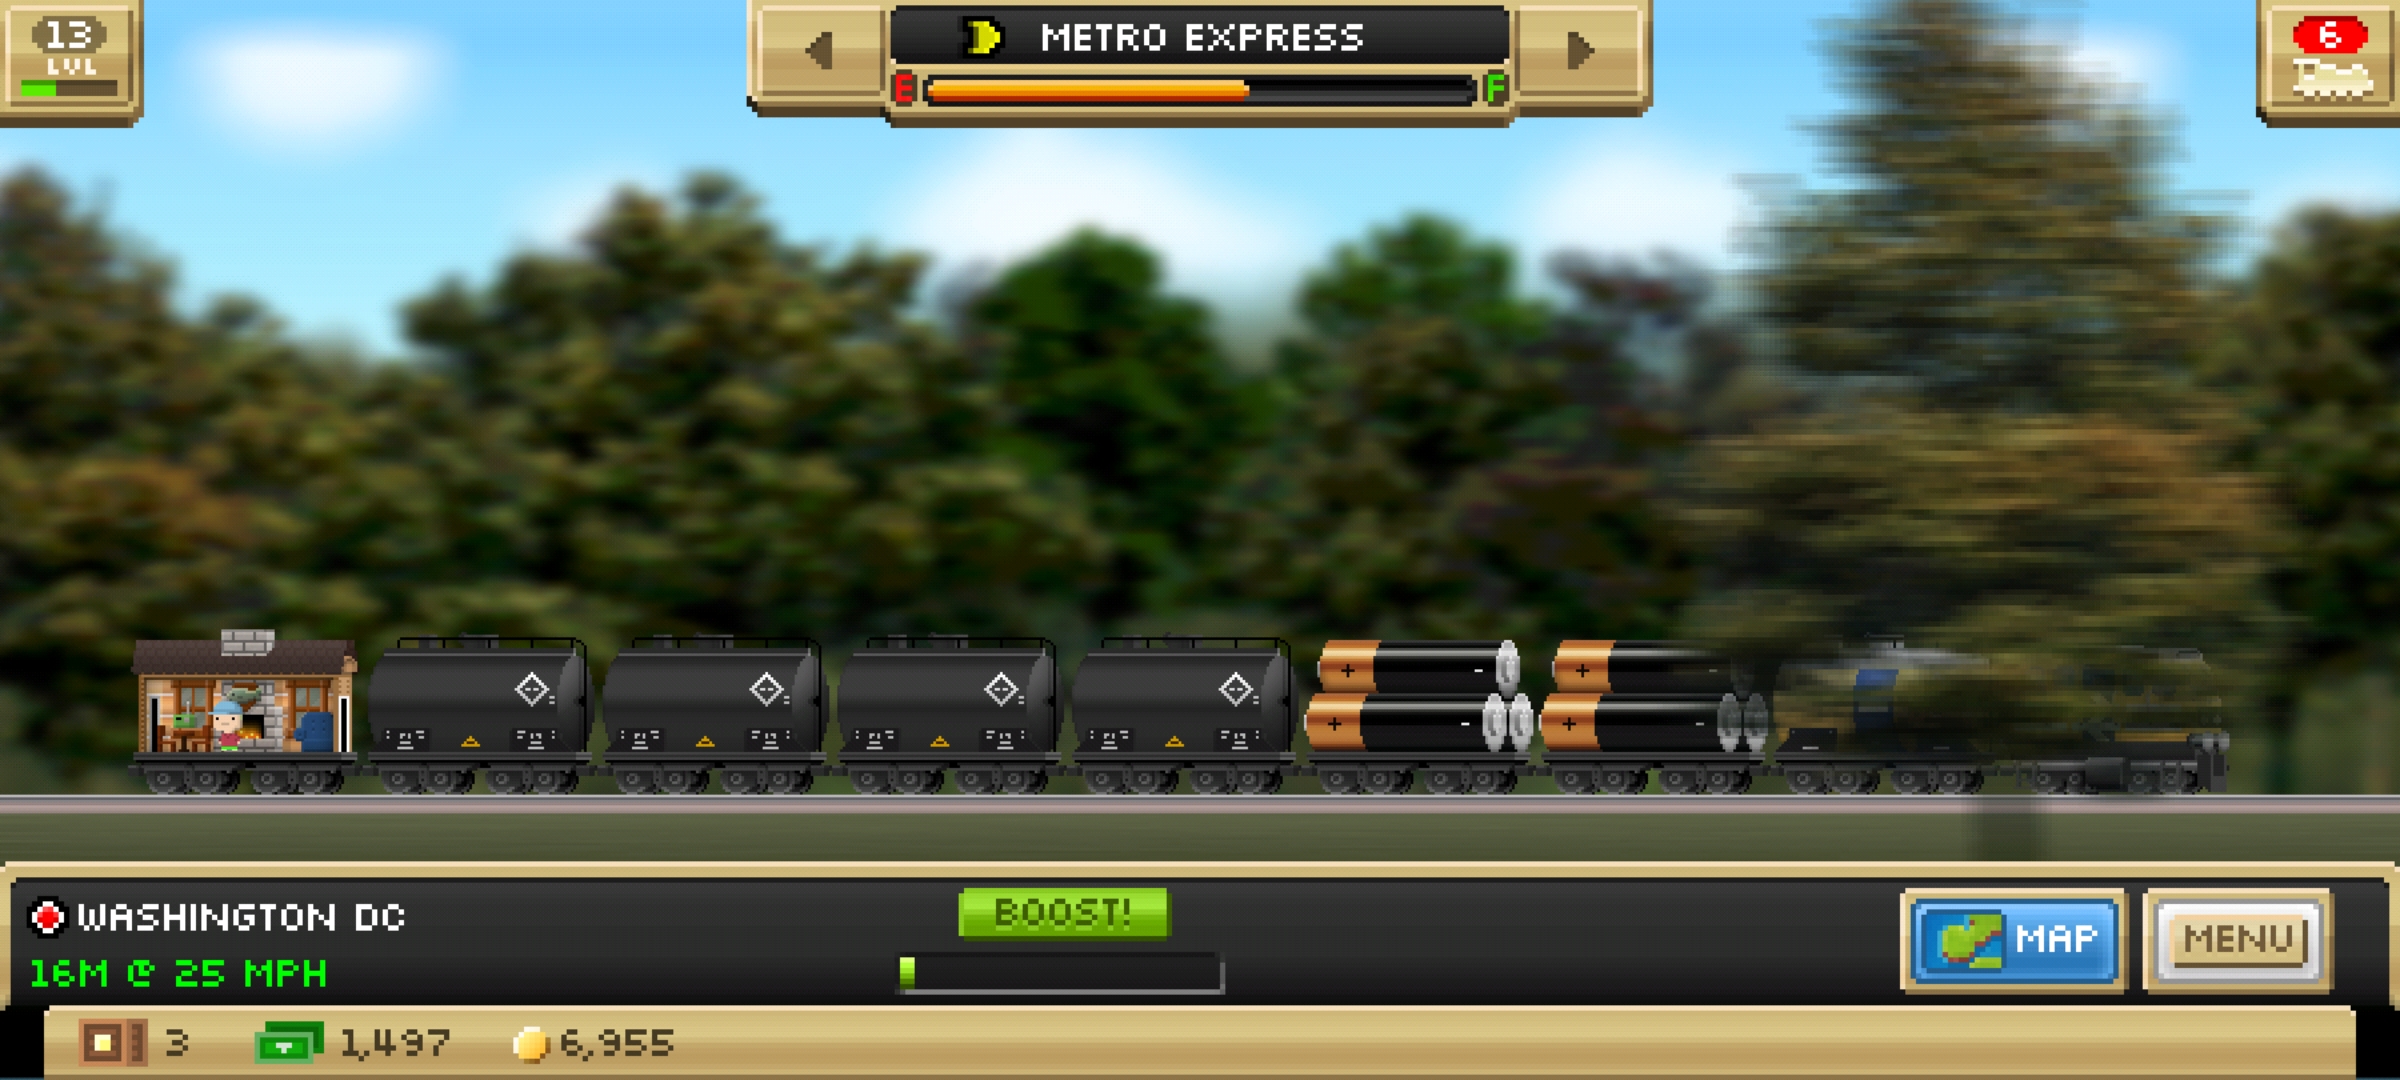 13
LVL
METRO EXPRESS
E F
6
WASHINGTON DC
16M @ 25 MPH
BOOST!
MAP
MENU
3
1,497
6,955